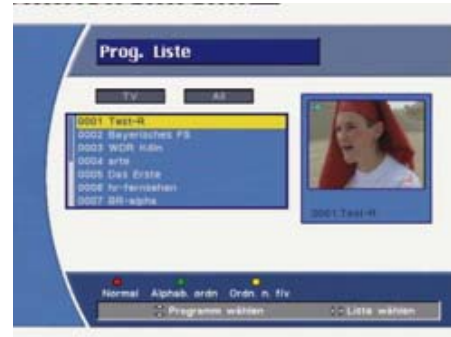 Prog. Liste
TV All
0001 Test-R
0002 Bayerisches FS
0003 WDR Köln
0004 arte
0005 Das Erste
0006 hr-fernsehen
0007 BR-alpha
0001 Test-R
Normal Alphab. ordn Ordn. n. flv
Programm wählen Liste wählen